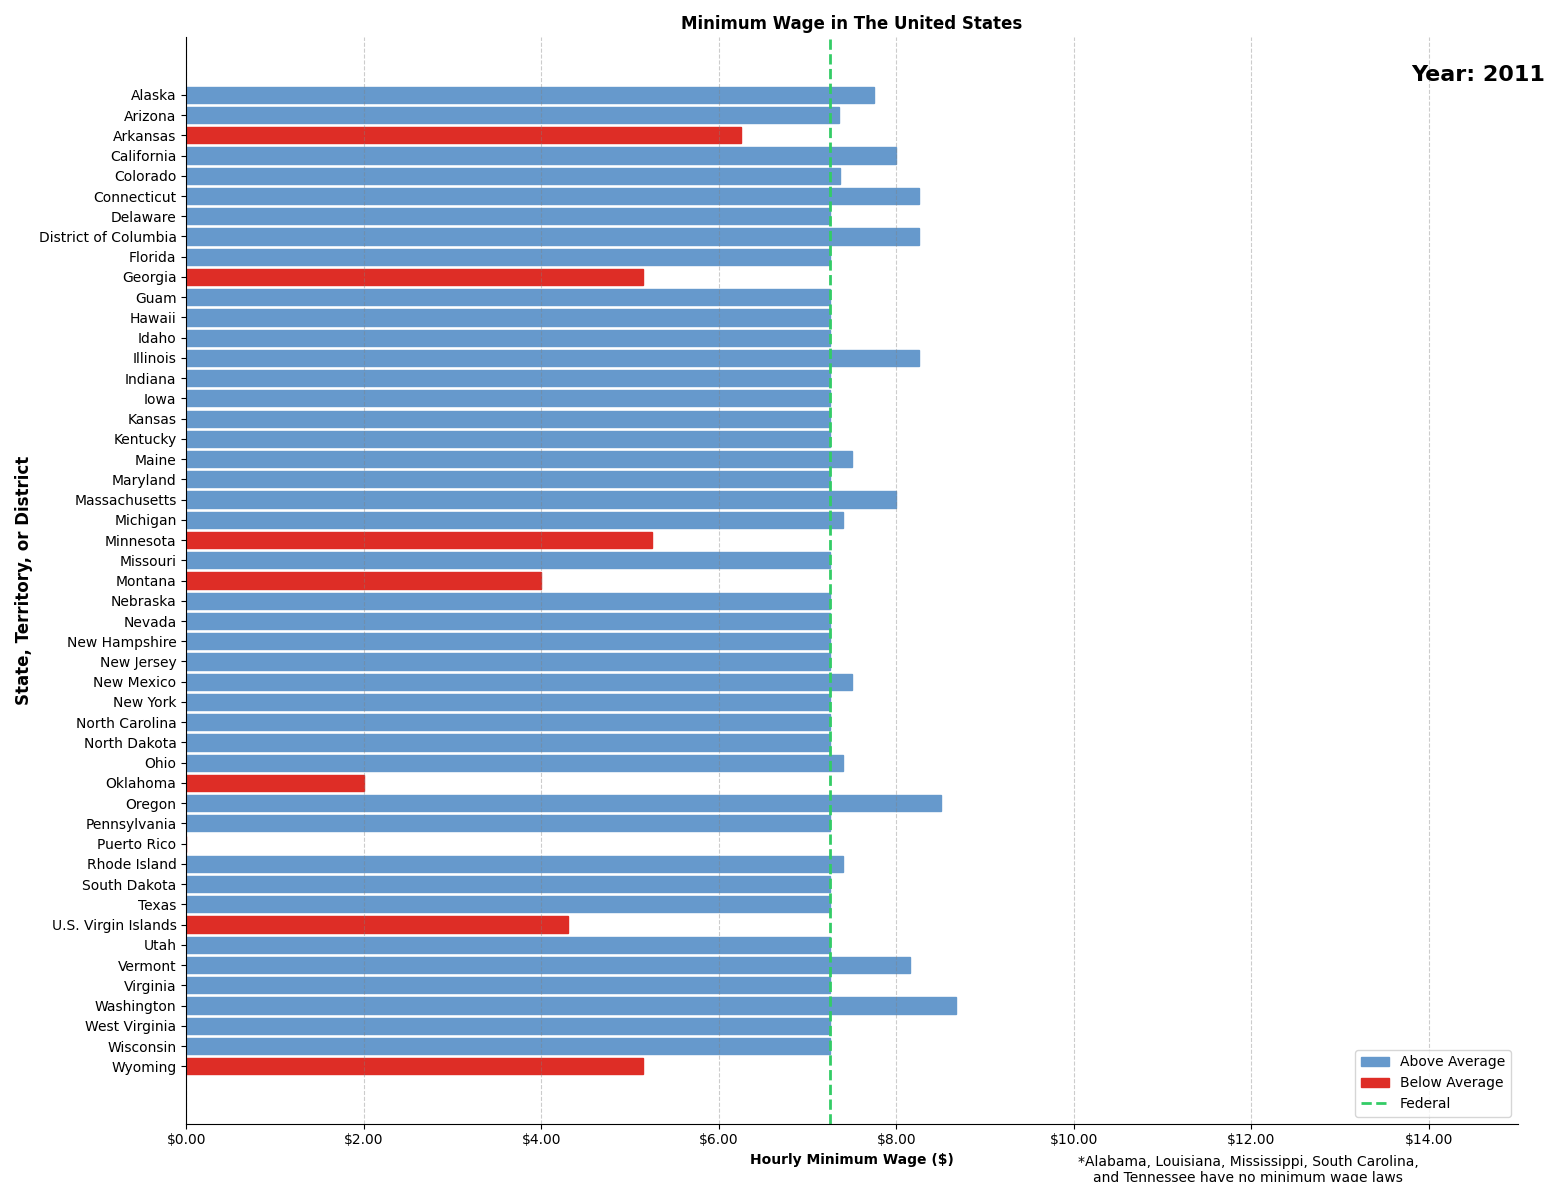 Minimum Wage in The United States
Year: 2011
Alaska
Arizona
Arkansas
California
Colorado
Connecticut
Delaware
District of Columbia
Florida
Georgia
Guam
Hawaii
Idaho
Illinois
Indiana
Iowa
Kansas
Kentucky
Maine
Maryland
Massachusetts
Michigan
Minnesota
Missouri
Montana
Nebraska
Nevada
New Hampshire
New Jersey
New Mexico
New York
North Carolina
North Dakota
Ohio
Oklahoma
Oregon
Pennsylvania
Puerto Rico
Rhode Island
South Dakota
Texas
U.S. Virgin Islands
Utah
Vermont
Virginia
Washington
West Virginia
Wisconsin
Wyoming
State, Territory, or District
Above Average
Below Average
Federal
$0.00 $2.00 $4.00 $6.00 $8.00 $10.00 $12.00 $14.00
Hourly Minimum Wage ($)
*Alabama, Louisiana, Mississippi, South Carolina,
and Tennessee have no minimum wage laws